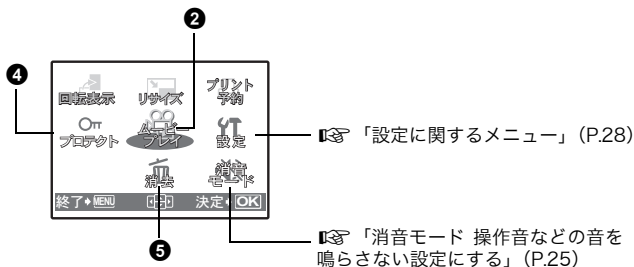 ❷
❹
回転表示 リサイズ プリント
予約
プロテクト ムービー
プレイ 設定
消去 消音
モード
終了 MENU 決定 OK
❺
☞「設定に関するメニュー」(P.28)
☞「消音モード 操作音などの音を
鳴らさない設定にする」(P.25)